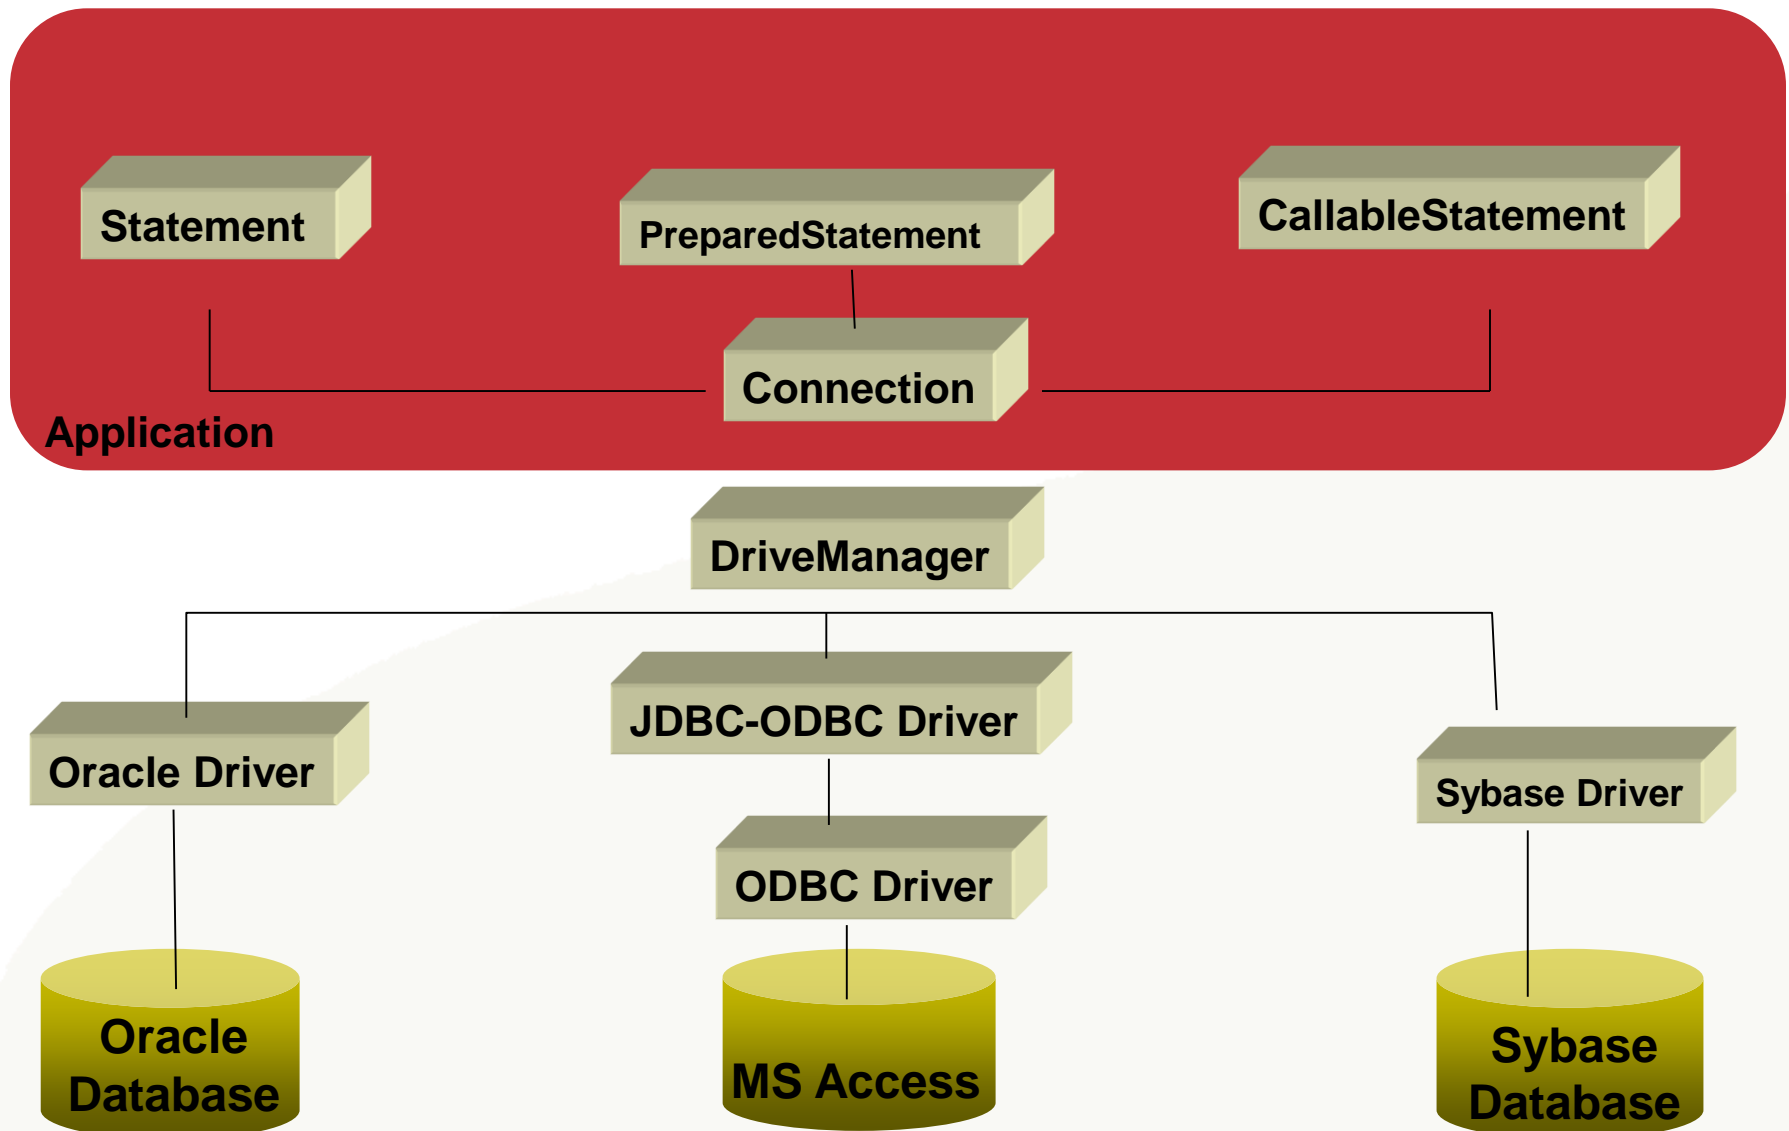 Statement
PreparedStatement
CallableStatement
Connection
Application
DriveManager
JDBC-ODBC Driver
Oracle Driver
Sybase Driver
ODBC Driver
Oracle
Database
MS Access
Sybase
Database